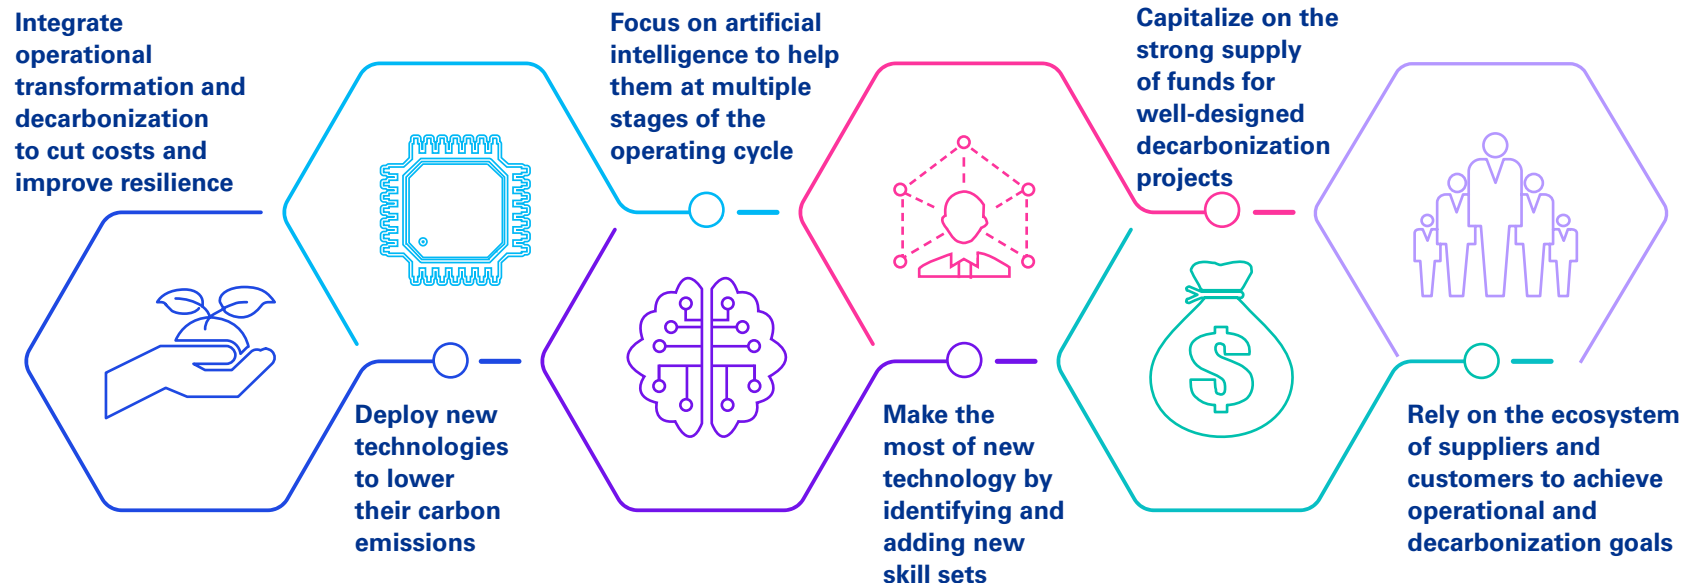 Integrate
operational
transformation and
decarbonization
to cut costs and
improve resilience
Deploy new
technologies
to lower
their carbon
emissions
Focus on artificial
intelligence to help
them at multiple
stages of the
operating cycle
Make the
most of new
technology by
identifying and
adding new
skill sets
Capitalize on the
strong supply
of funds for
well-designed
decarbonization
projects
Rely on the ecosystem
of suppliers and
customers to achieve
operational and
decarbonization goals